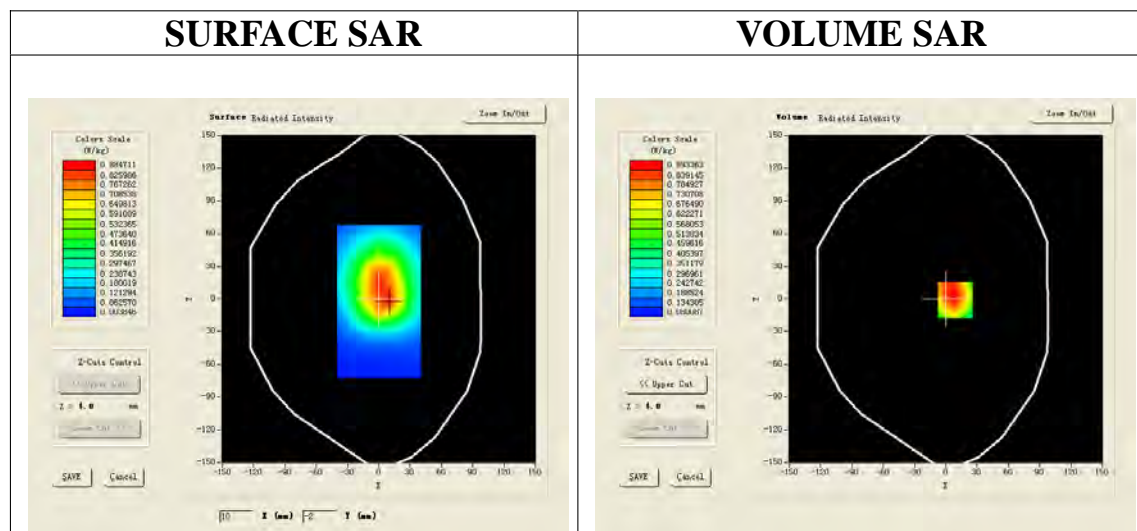 SURFACE SAR
VOLUME SAR
Surface Radiated Intensity
Zoom In/Out
Colors Scale
(W/kg)
0.884711
0.825986
0.767262
0.708538
0.649813
0.591089
0.532365
0.473640
0.414916
0.356192
0.297467
0.238743
0.180019
0.121294
0.062570
0.003846
150
120
90
60
30
0
-30
-60
-90
-120
-150
-150 -120 -90 -60 -30 0 30 60 90 120 150
Z-Cuts Control
<< Upper Cut
Z = 4.0 mm
SAVE
Cancel
10 X (mm) -2 Y (mm)
Volume Radiated Intensity
Zoom In/Out
Colors Scale
(W/kg)
0.893363
0.839145
0.784927
0.730708
0.676490
0.622271
0.568053
0.513834
0.459616
0.405397
0.351179
0.296961
0.242742
0.188524
0.134305
150
120
90
60
30
0
-30
-60
-90
-120
-150
-150 -120 -90 -60 -30 0 30 60 90 120 150
Z-Cuts Control
<< Upper Cut
Z = 4.0 mm
SAVE
Cancel